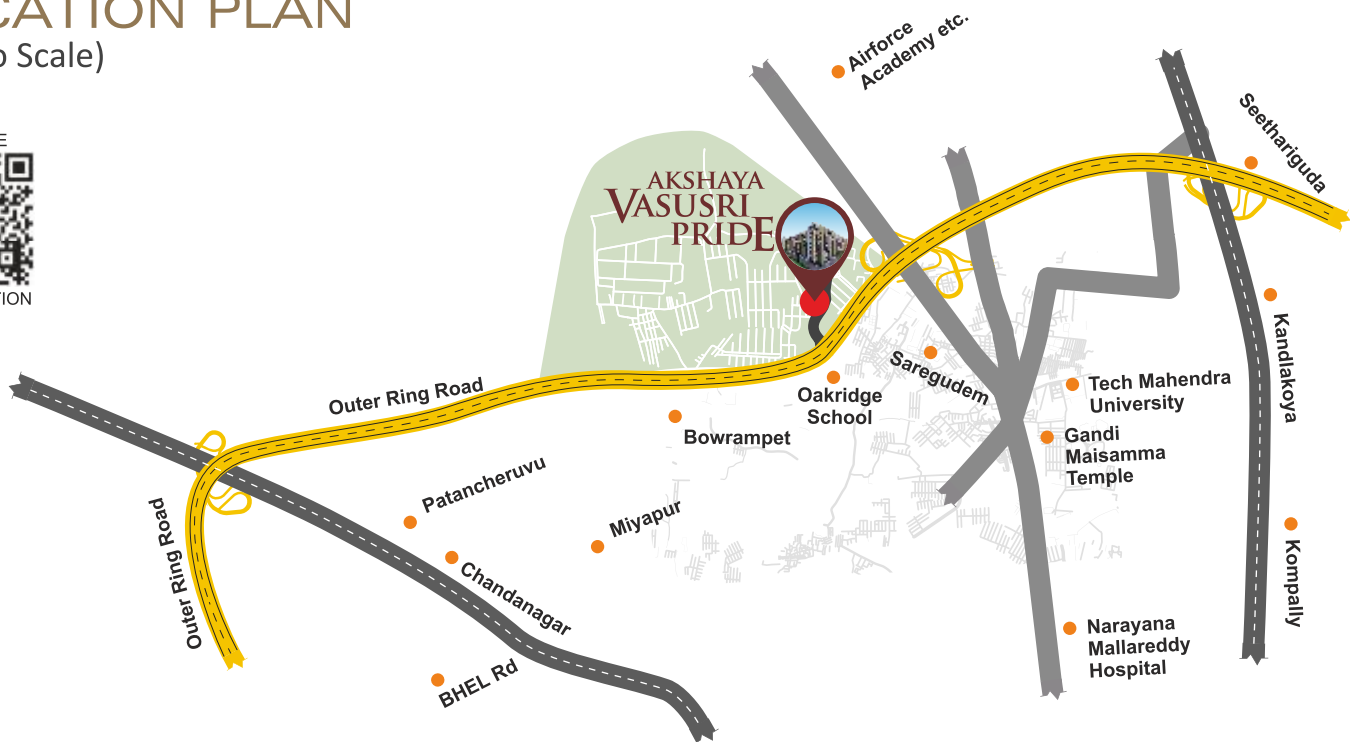 CATION PLAN
o Scale)
E
TION
Airforce
Academy etc.
Seethariguda
AKSHAYA
VASUSRI
PRIDE
Kandlakoya
Saregudem
Tech Mahendra
University
Outer Ring Road
Oakridge
School
Bowrampet
Gandi
Maisamma
Temple
Patancheruvu
Miyapur
Outer Ring Road
Chandanagar
Kompally
BHEL Rd
Narayana
Mallareddy
Hospital